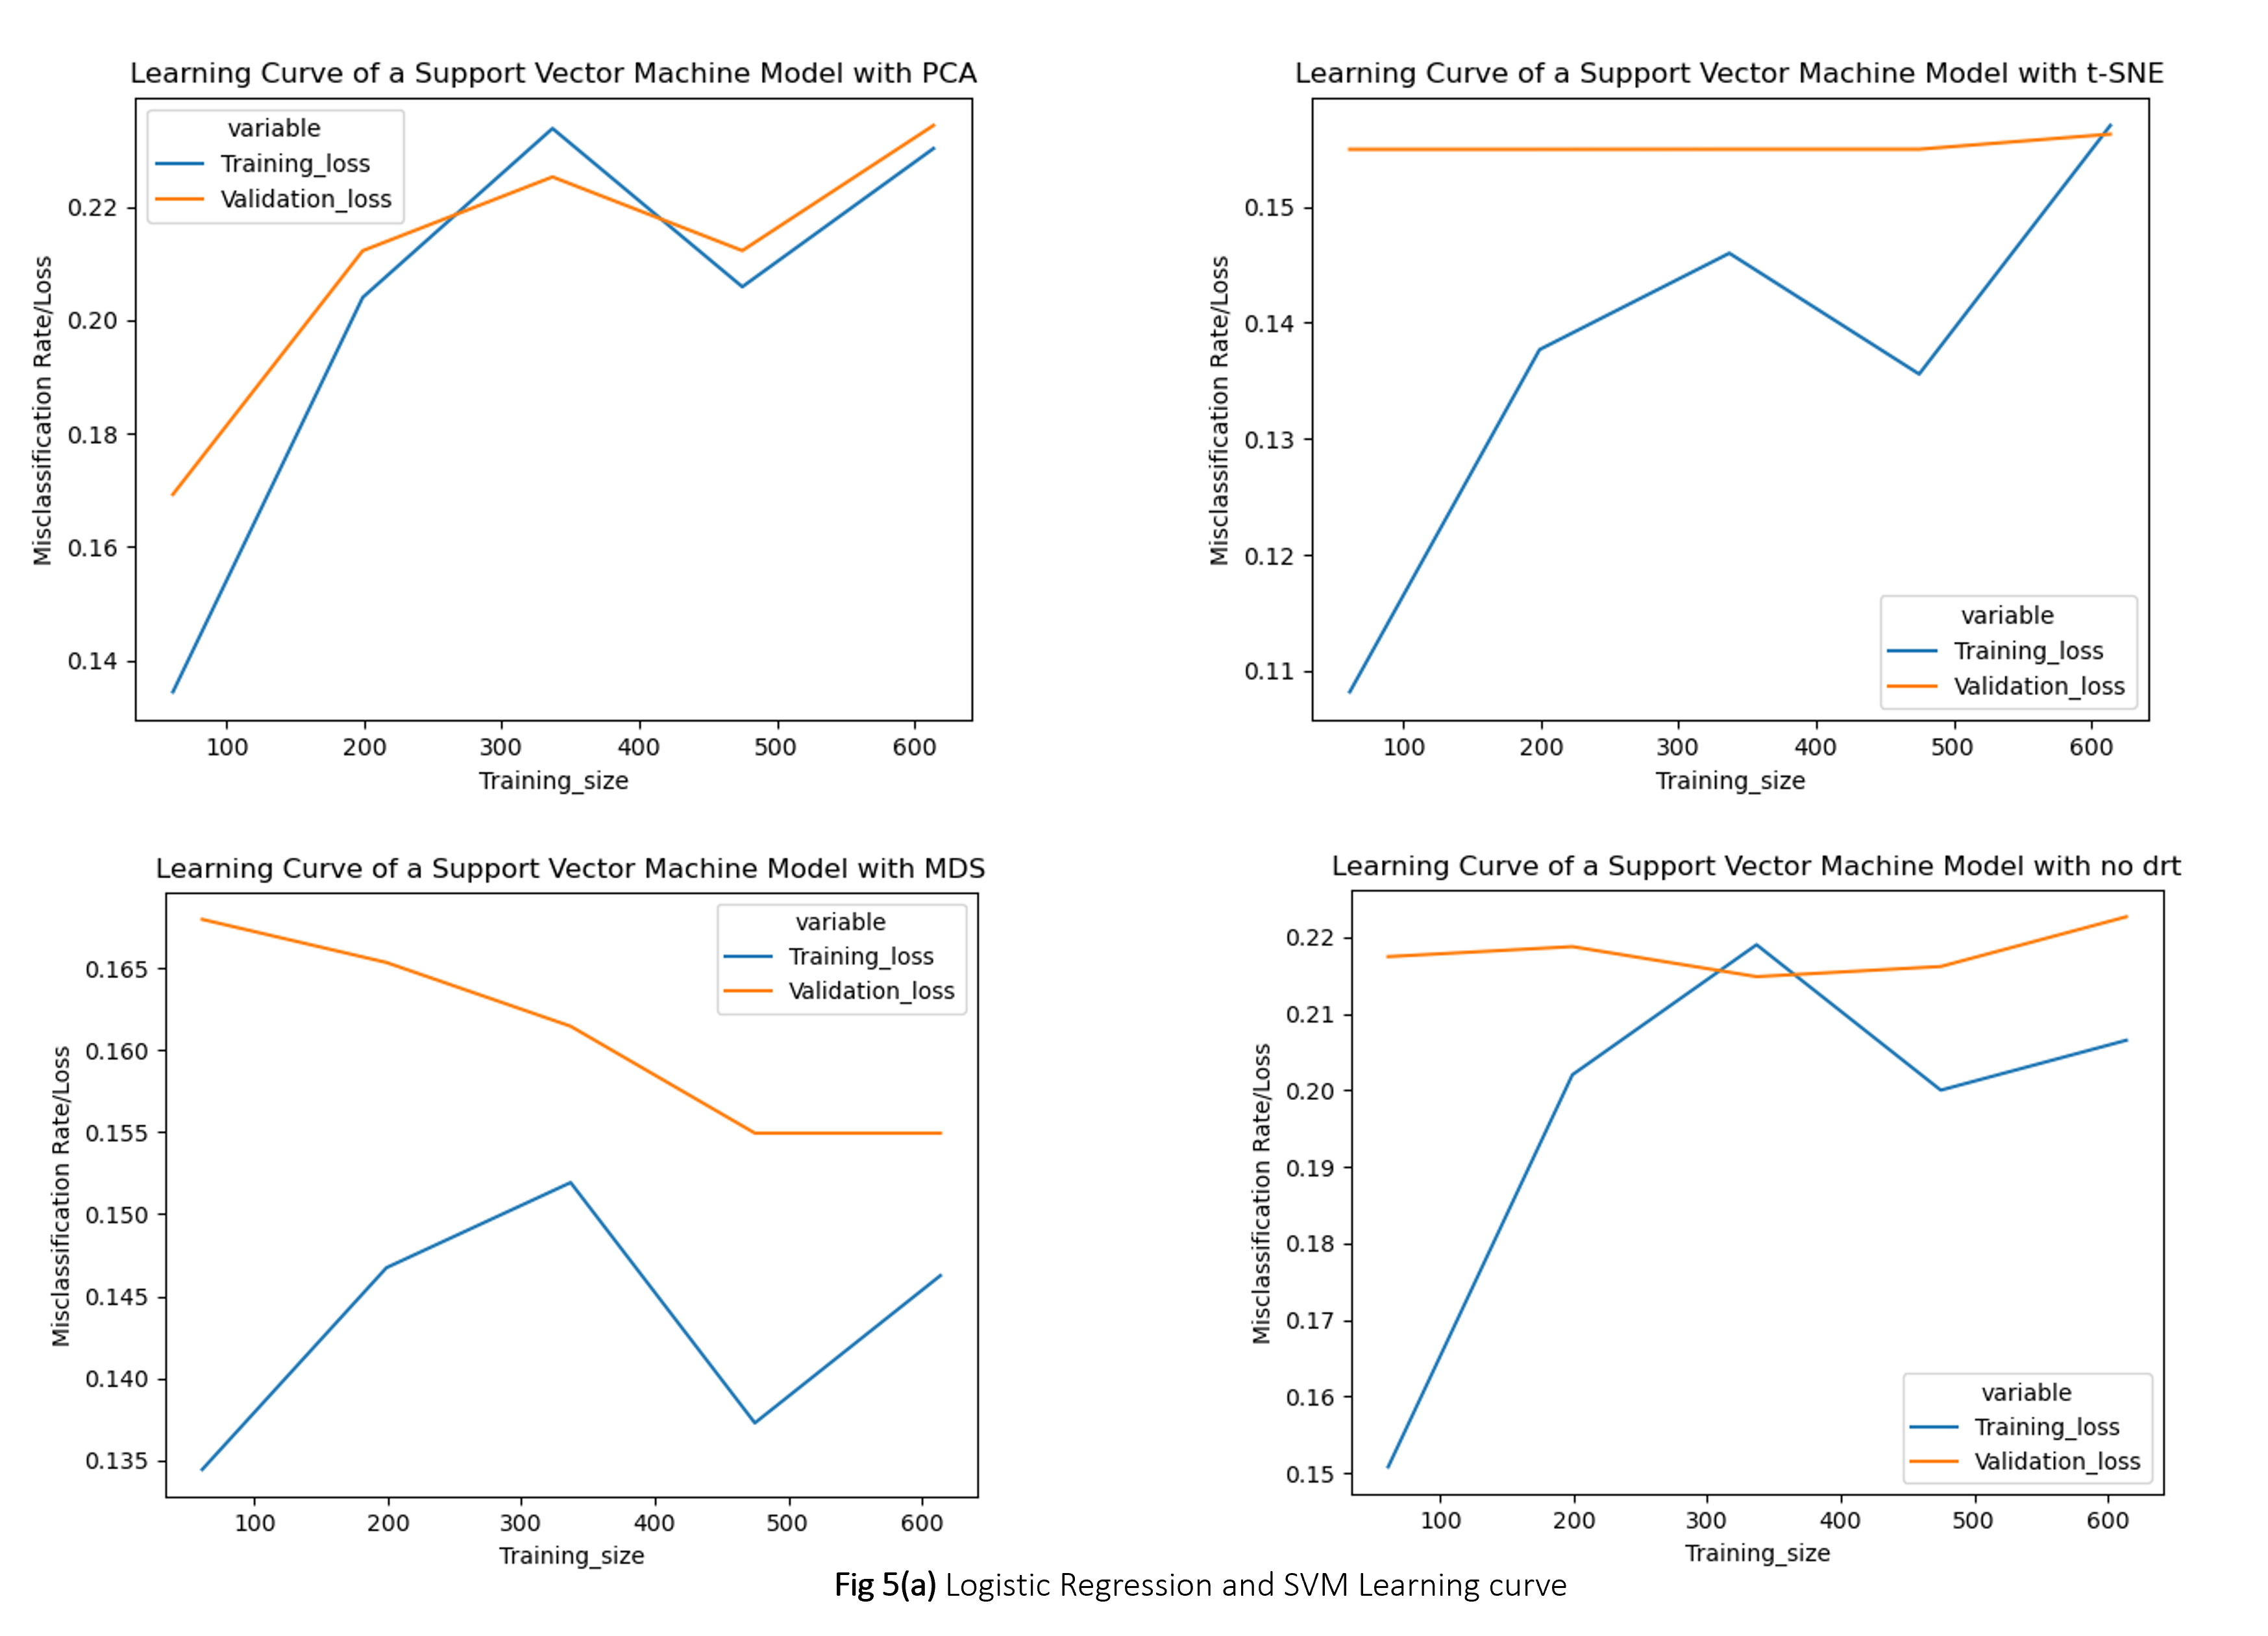 Learning Curve of a Support Vector Machine Model with PCA
variable
Training_loss
Validation_loss
0.22
0.20
0.18
0.16
0.14
Misclassification Rate/Loss
100 200 300 400 500 600
Training_size
Learning Curve of a Support Vector Machine Model with t-SNE
0.15
0.14
0.13
0.12
0.11
Misclassification Rate/Loss
variable
Training_loss
Validation_loss
100 200 300 400 500 600
Training_size
Learning Curve of a Support Vector Machine Model with MDS
variable
Training_loss
Validation_loss
0.165
0.160
0.155
0.150
0.145
0.140
0.135
Misclassification Rate/Loss
100 200 300 400 500 600
Training_size
Learning Curve of a Support Vector Machine Model with no drt
0.22
0.21
0.20
0.19
0.18
0.17
0.16
0.15
Misclassification Rate/Loss
variable
Training_loss
Validation_loss
100 200 300 400 500 600
Training_size
Fig 5(a) Logistic Regression and SVM Learning curve